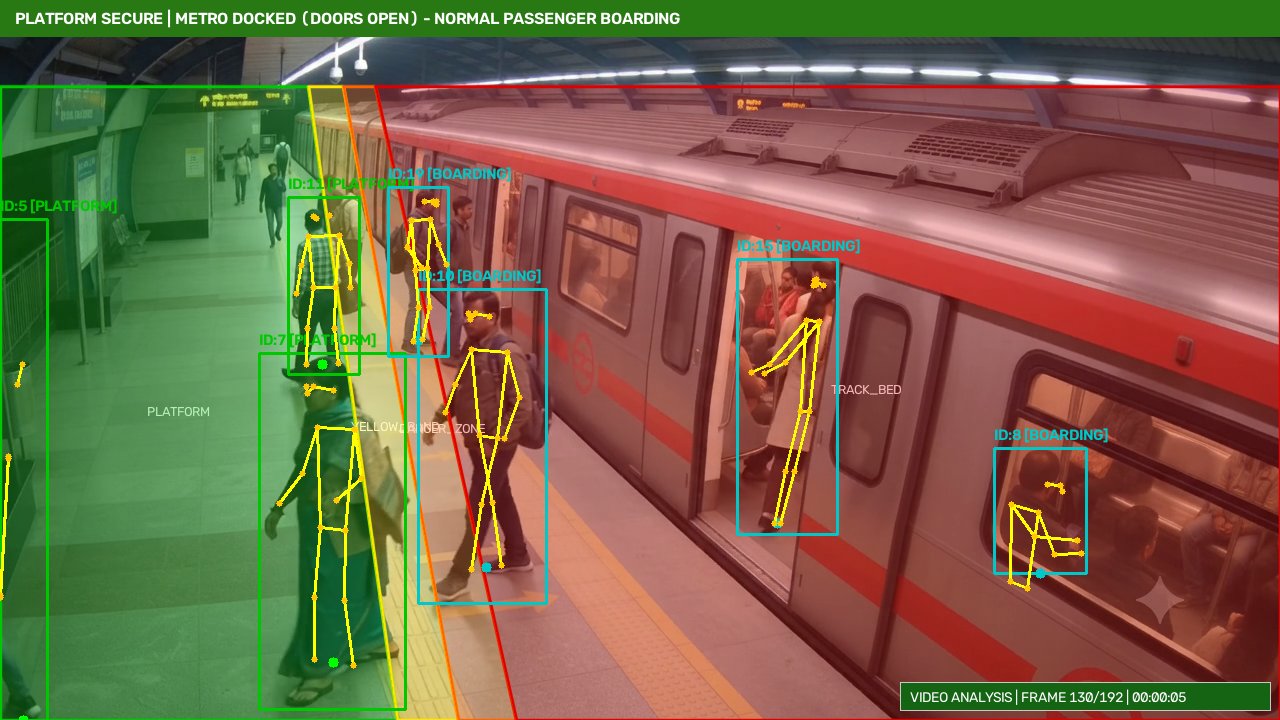 PLATFORM SECURE | METRO DOCKED (DOORS OPEN) - NORMAL PASSENGER BOARDING
ID:19 [BOARDING]
ID:11 [PLATFORM]
ID:5 [PLATFORM]
ID:15 [BOARDING]
ID:10 [BOARDING]
ID:7 [PLATFORM]
TRACK_BED
PLATFORM
ZONE
ID:8 [BOARDING]
VIDEO ANALYSIS | FRAME 130/192 | 00:00:05